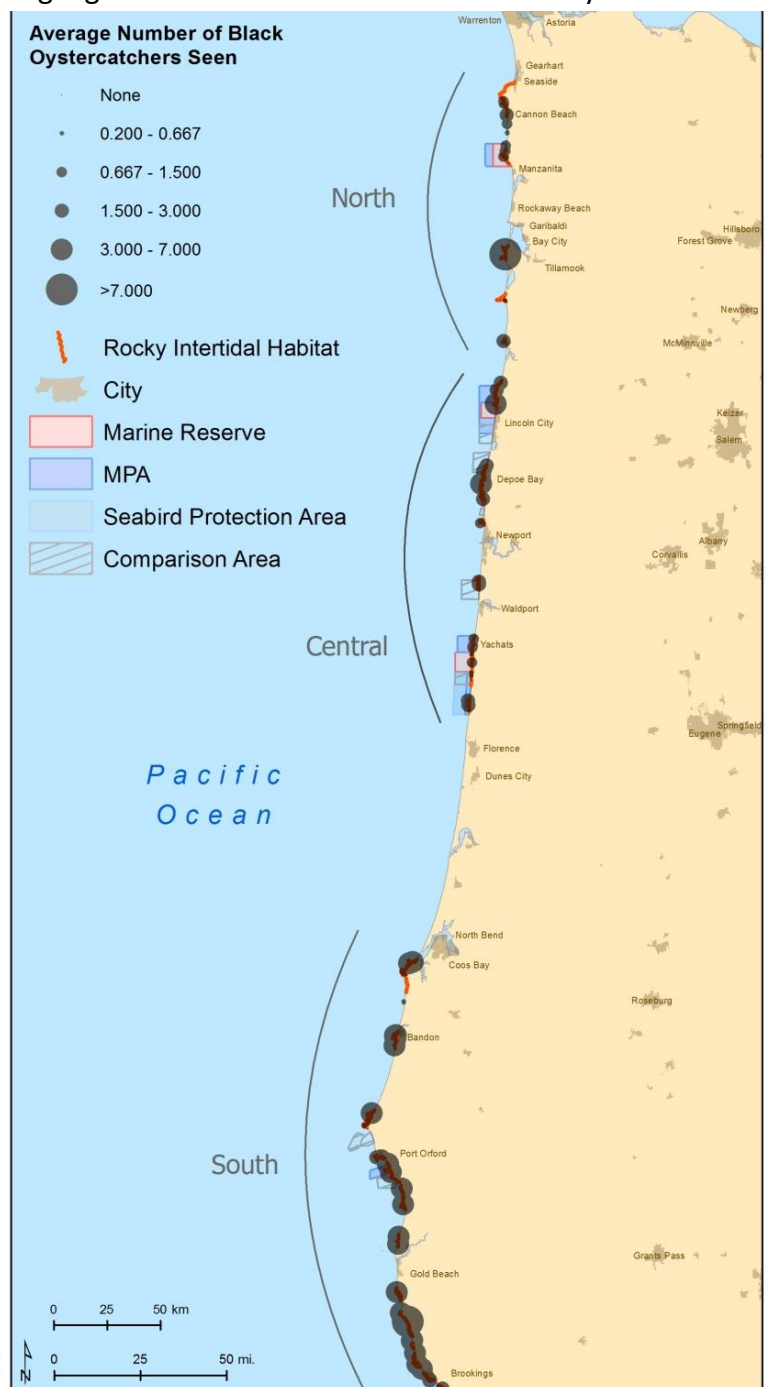 Average Number of Black
Oystercatchers Seen
None
0.200 - 0.667
0.667 - 1.500
1.500 - 3.000
3.000 - 7.000
>7.000
Rocky Intertidal Habitat
City
Marine Reserve
MPA
Seabird Protection Area
Comparison Area
North
Central
South
Pacific
Ocean
Warrenton
Astoria
Gearhart
Seaside
Cannon Beach
Manzanita
Rockaway Beach
Garibaldi
Bay City
Tillamook
Hillsboro
Forest Grove
Newberg
McMinnville
Lincoln City
Keizer
Salem
Depoe Bay
Newport
Albany
Corvallis
Waldport
Yachats
Springfield
Eugene
Florence
Dunes City
North Bend
Coos Bay
Roseburg
Bandon
Port Orford
Grants Pass
Gold Beach
Brookings
0 25 50 km
0 25 50 mi.
N